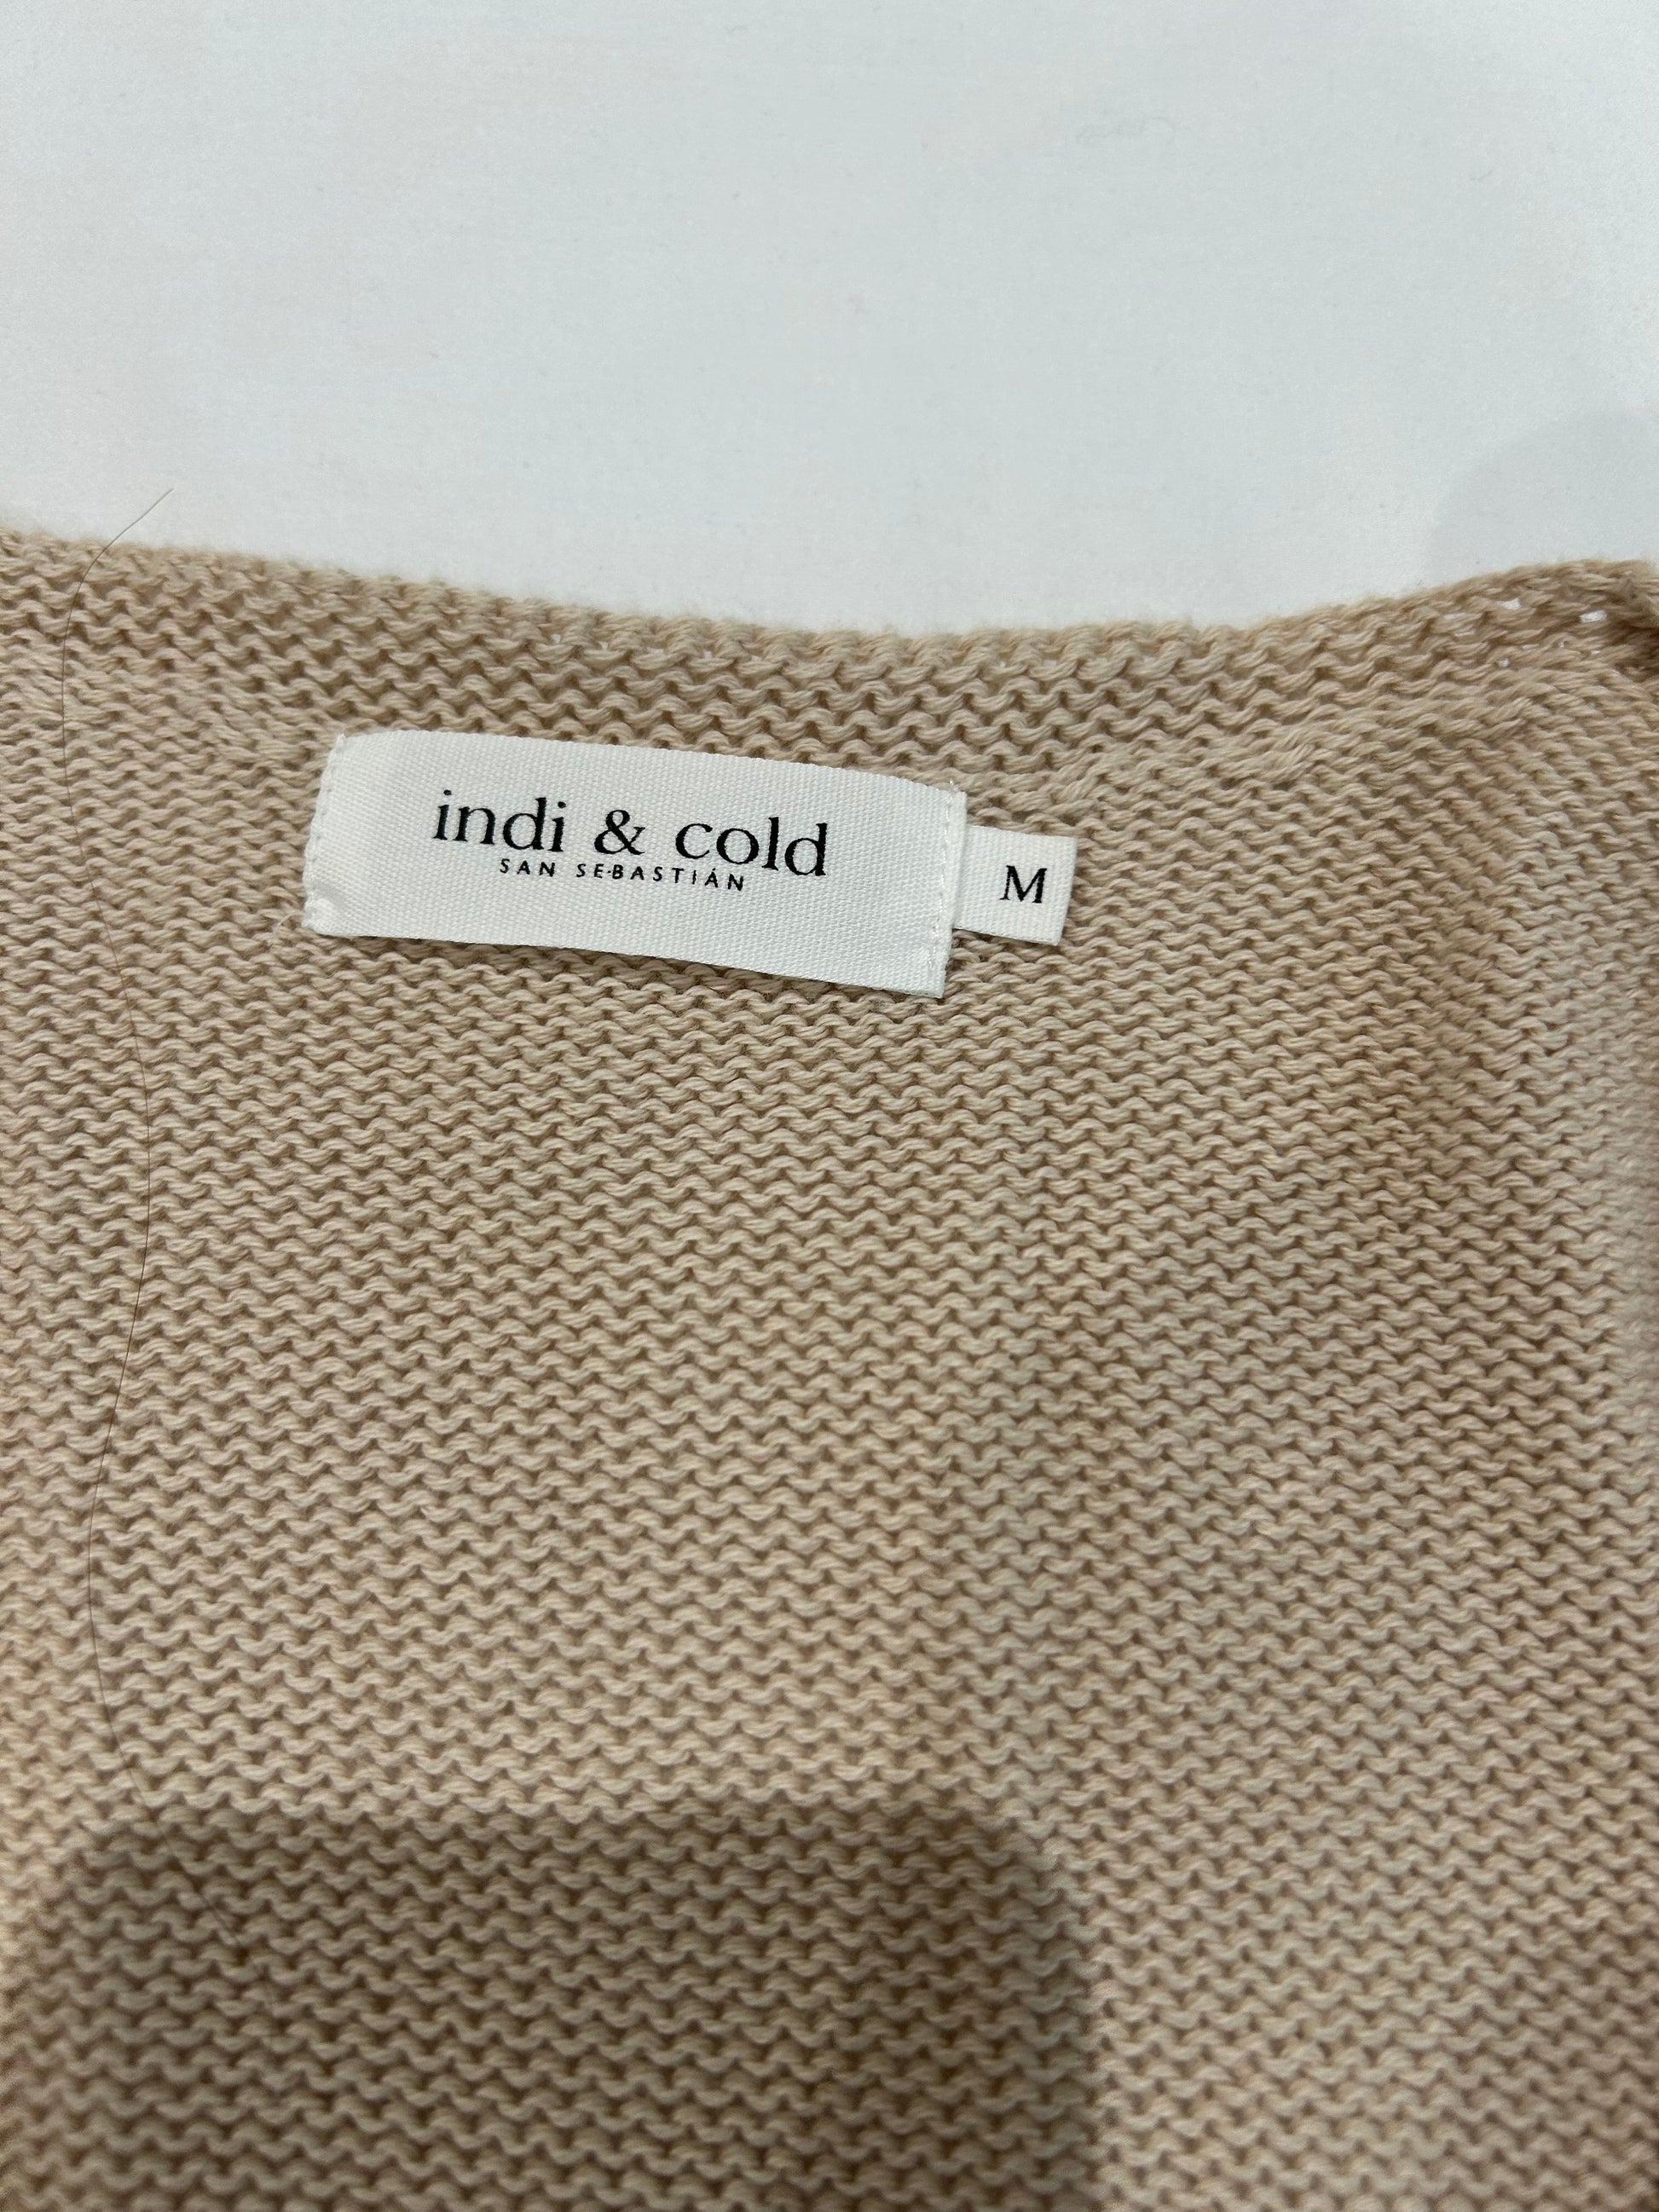 indi & cold
SAN SEBASTIÁN
M